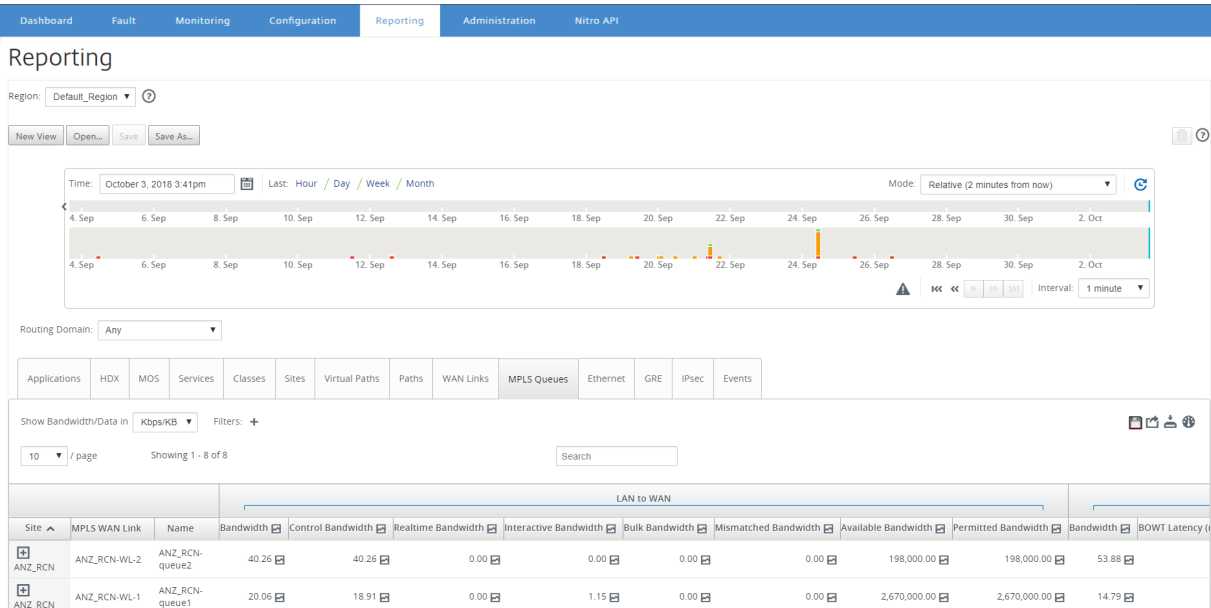 Dashboard Fault Monitoring Configuration Reporting Administration Nitro API
Reporting
Region: Default_Region
New View Open... Save Save As...
Time: October 3, 2018 3:41pm Last: Hour / Day / Week / Month Mode: Relative (2 minutes from now)
4. Sep 6. Sep 8. Sep 10. Sep 12. Sep 14. Sep 16. Sep 18. Sep 20. Sep 22. Sep 24. Sep 26. Sep 28. Sep 30. Sep 2. Oct
4. Sep 6. Sep 8. Sep 10. Sep 12. Sep 14. Sep 16. Sep 18. Sep 20. Sep 22. Sep 24. Sep 26. Sep 28. Sep 30. Sep 2. Oct
Interval: 1 minute
Routing Domain: Any
Applications HDX MOS Services Classes Sites Virtual Paths Paths WAN Links MPLS Queues Ethernet GRE IPsec Events
Show Bandwidth/Data in Kbps/KB Filters: +
10 / page Showing 1 - 8 of 8 Search
LAN to WAN
Site MPLS WAN Link Name Bandwidth Control Bandwidth Realtime Bandwidth Interactive Bandwidth Bulk Bandwidth Mismatched Bandwidth Available Bandwidth Permitted Bandwidth Bandwidth BOWT Latency
ANZ_RCN ANZ_RCN-WL-2 ANZ_RCN-queue2 40.26 40.26 0.00 0.00 0.00 0.00 198,000.00 198,000.00 53.88
ANZ_RCN ANZ_RCN-WL-1 ANZ_RCN-queue1 20.06 18.91 0.00 1.15 0.00 0.00 2,670,000.00 2,670,000.00 14.79